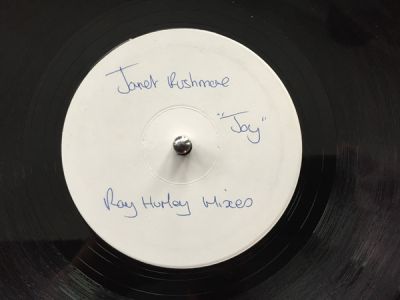 Janet Rushmore
"Joy"
Ray Hurley Mixes